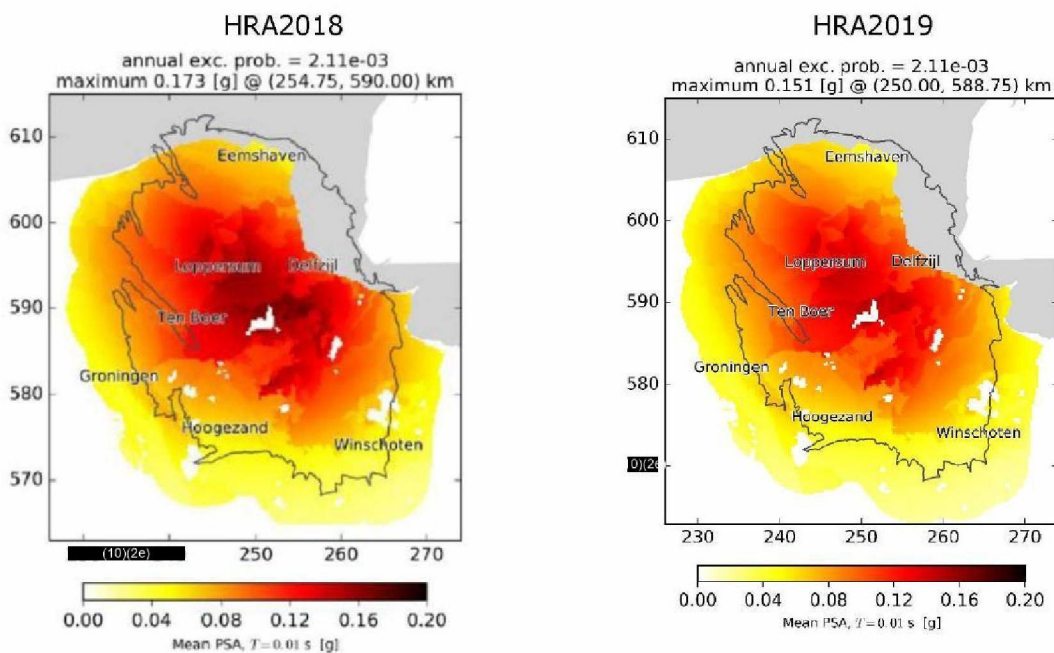 HRA2018
annual exc. prob. = 2.11e-03
maximum 0.173 [g] @ (254.75, 590.00) km
610
600
590
580
570
Eemshaven
Loppersum
Delfzijl
Ten Boer
Groningen
Hoogezand
Winschoten
(10)(2e)
250
260
270
0.00 0.04 0.08 0.12 0.16 0.20
Mean PSA, T=0.01 s [g]
HRA2019
annual exc. prob. = 2.11e-03
maximum 0.151 [g] @ (250.00, 588.75) km
610
600
590
580
0)(2e
Eemshaven
Loppersum
Delfzijl
Ten Boer
Groningen
Hoogezand
Winschoten
230 240 250 260 270
0.00 0.04 0.08 0.12 0.16 0.20
Mean PSA, T=0.01 s [g]